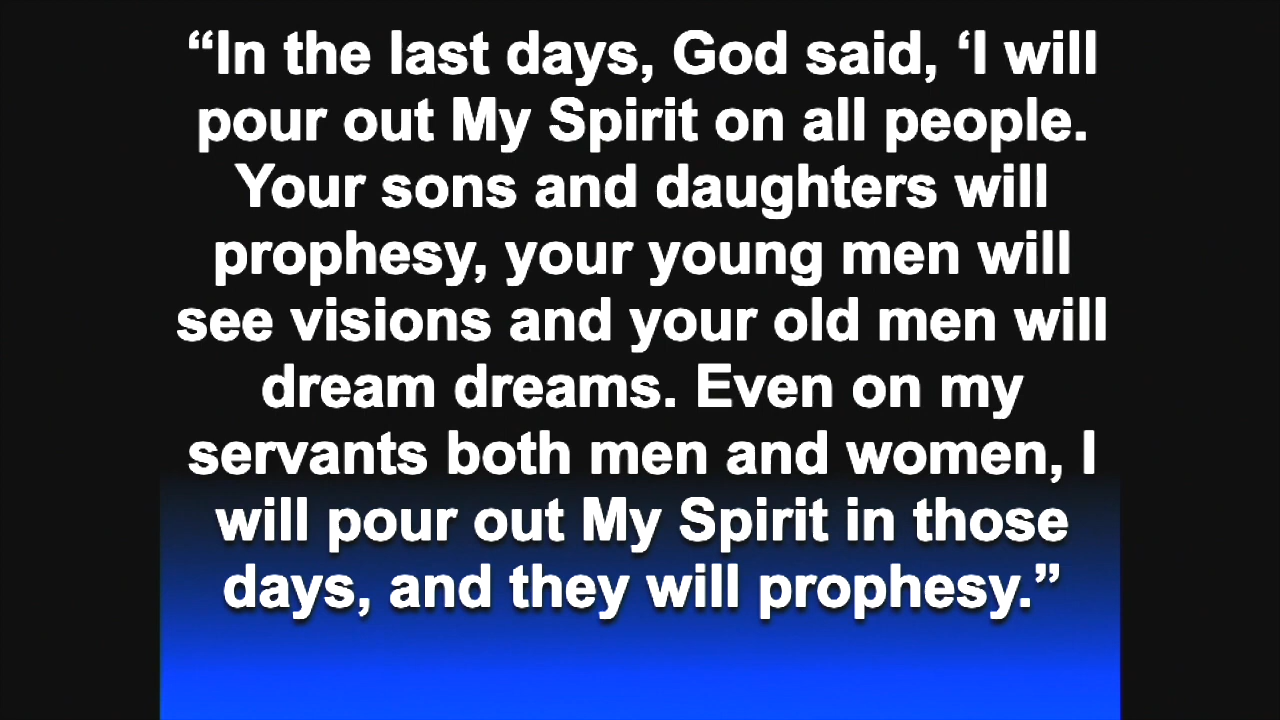 “In the last days, God said, ‘I will
pour out My Spirit on all people.
Your sons and daughters will
prophesy, your young men will
see visions and your old men will
dream dreams. Even on my
servants both men and women, I
will pour out My Spirit in those
days, and they will prophesy.”